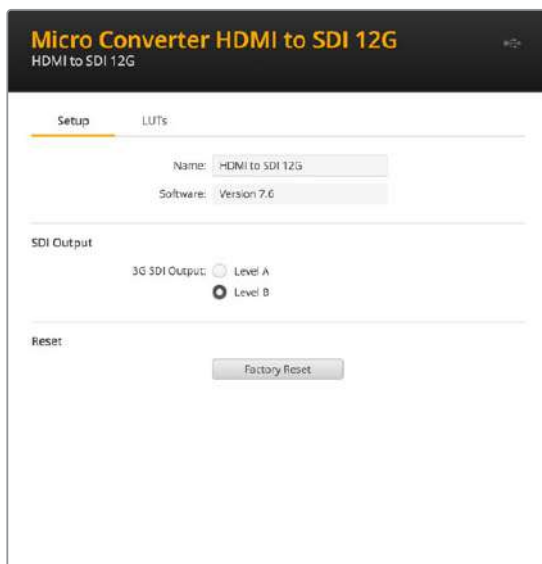 Micro Converter HDMI to SDI 12G
HDMI to SDI 12G
Setup LUTs
Name: HDMI to SDI 12G
Software: Version 7.6
SDI Output
3G SDI Output: Level A
Level B
Reset
Factory Reset